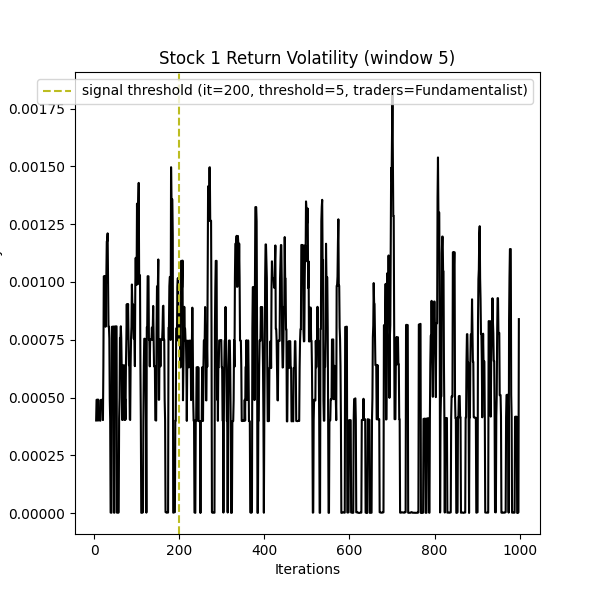 Stock 1 Return Volatility (window 5)
signal threshold (it=200, threshold=5, traders=Fundamentalist)
0.00175
0.00150
0.00125
0.00100
0.00075
0.00050
0.00025
0.00000
0 200 400 600 800 1000
Iterations